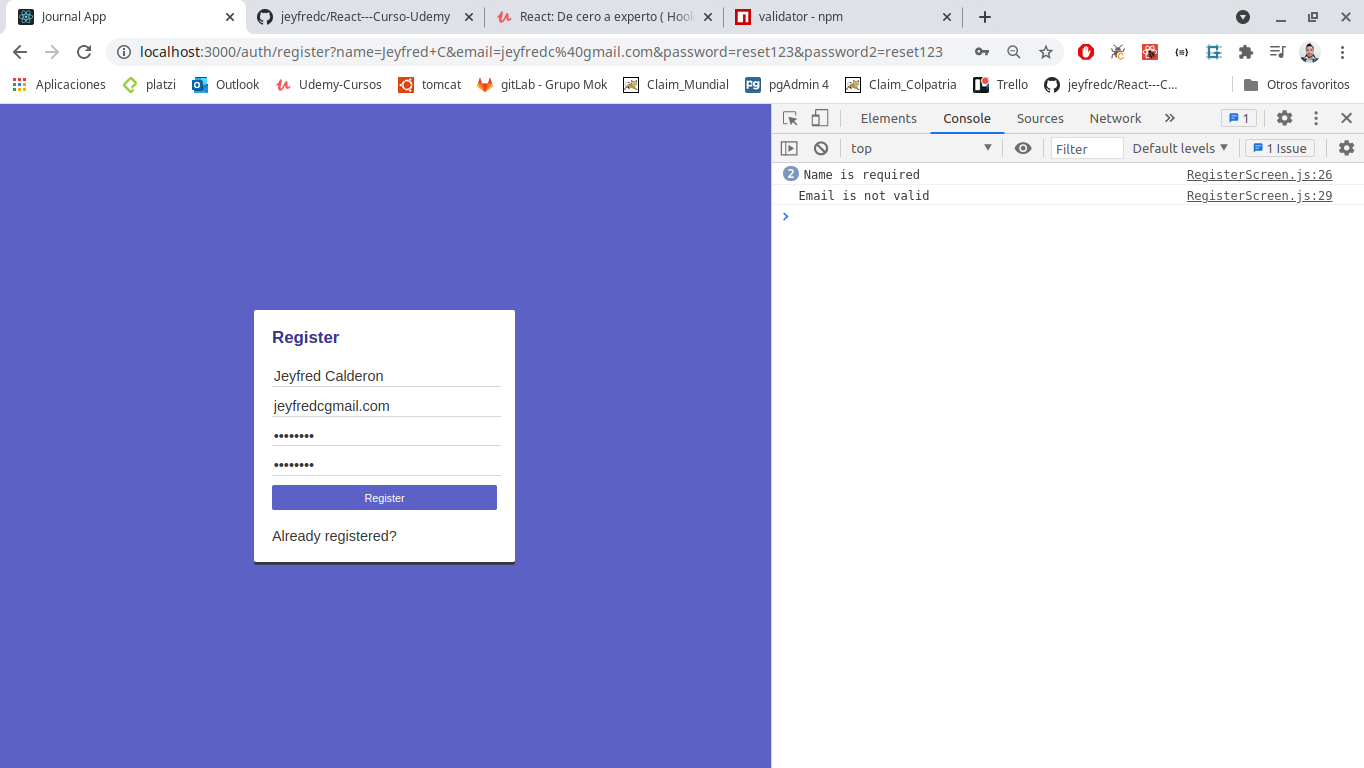 Journal App
jeyfredc/React---Curso-Udemy
React: De cero a experto ( Hook
validator - npm
localhost:3000/auth/register?name=Jeyfred+C&email=jeyfredc%40gmail.com&password=reset123&password2=reset123
Aplicaciones
platzi
Outlook
Udemy-Cursos
tomcat
gitLab - Grupo Mok
Claim_Mundial
pgAdmin 4
Claim_Colpatria
Trello
jeyfredc/React---C...
Otros favoritos
Elements
Console
Sources
Network
1
top
Filter
Default levels
1 Issue
2 Name is required RegisterScreen.js:26
Email is not valid RegisterScreen.js:29
Register
Jeyfred Calderon
jeyfredcgmail.com
••••••••
••••••••
Register
Already registered?